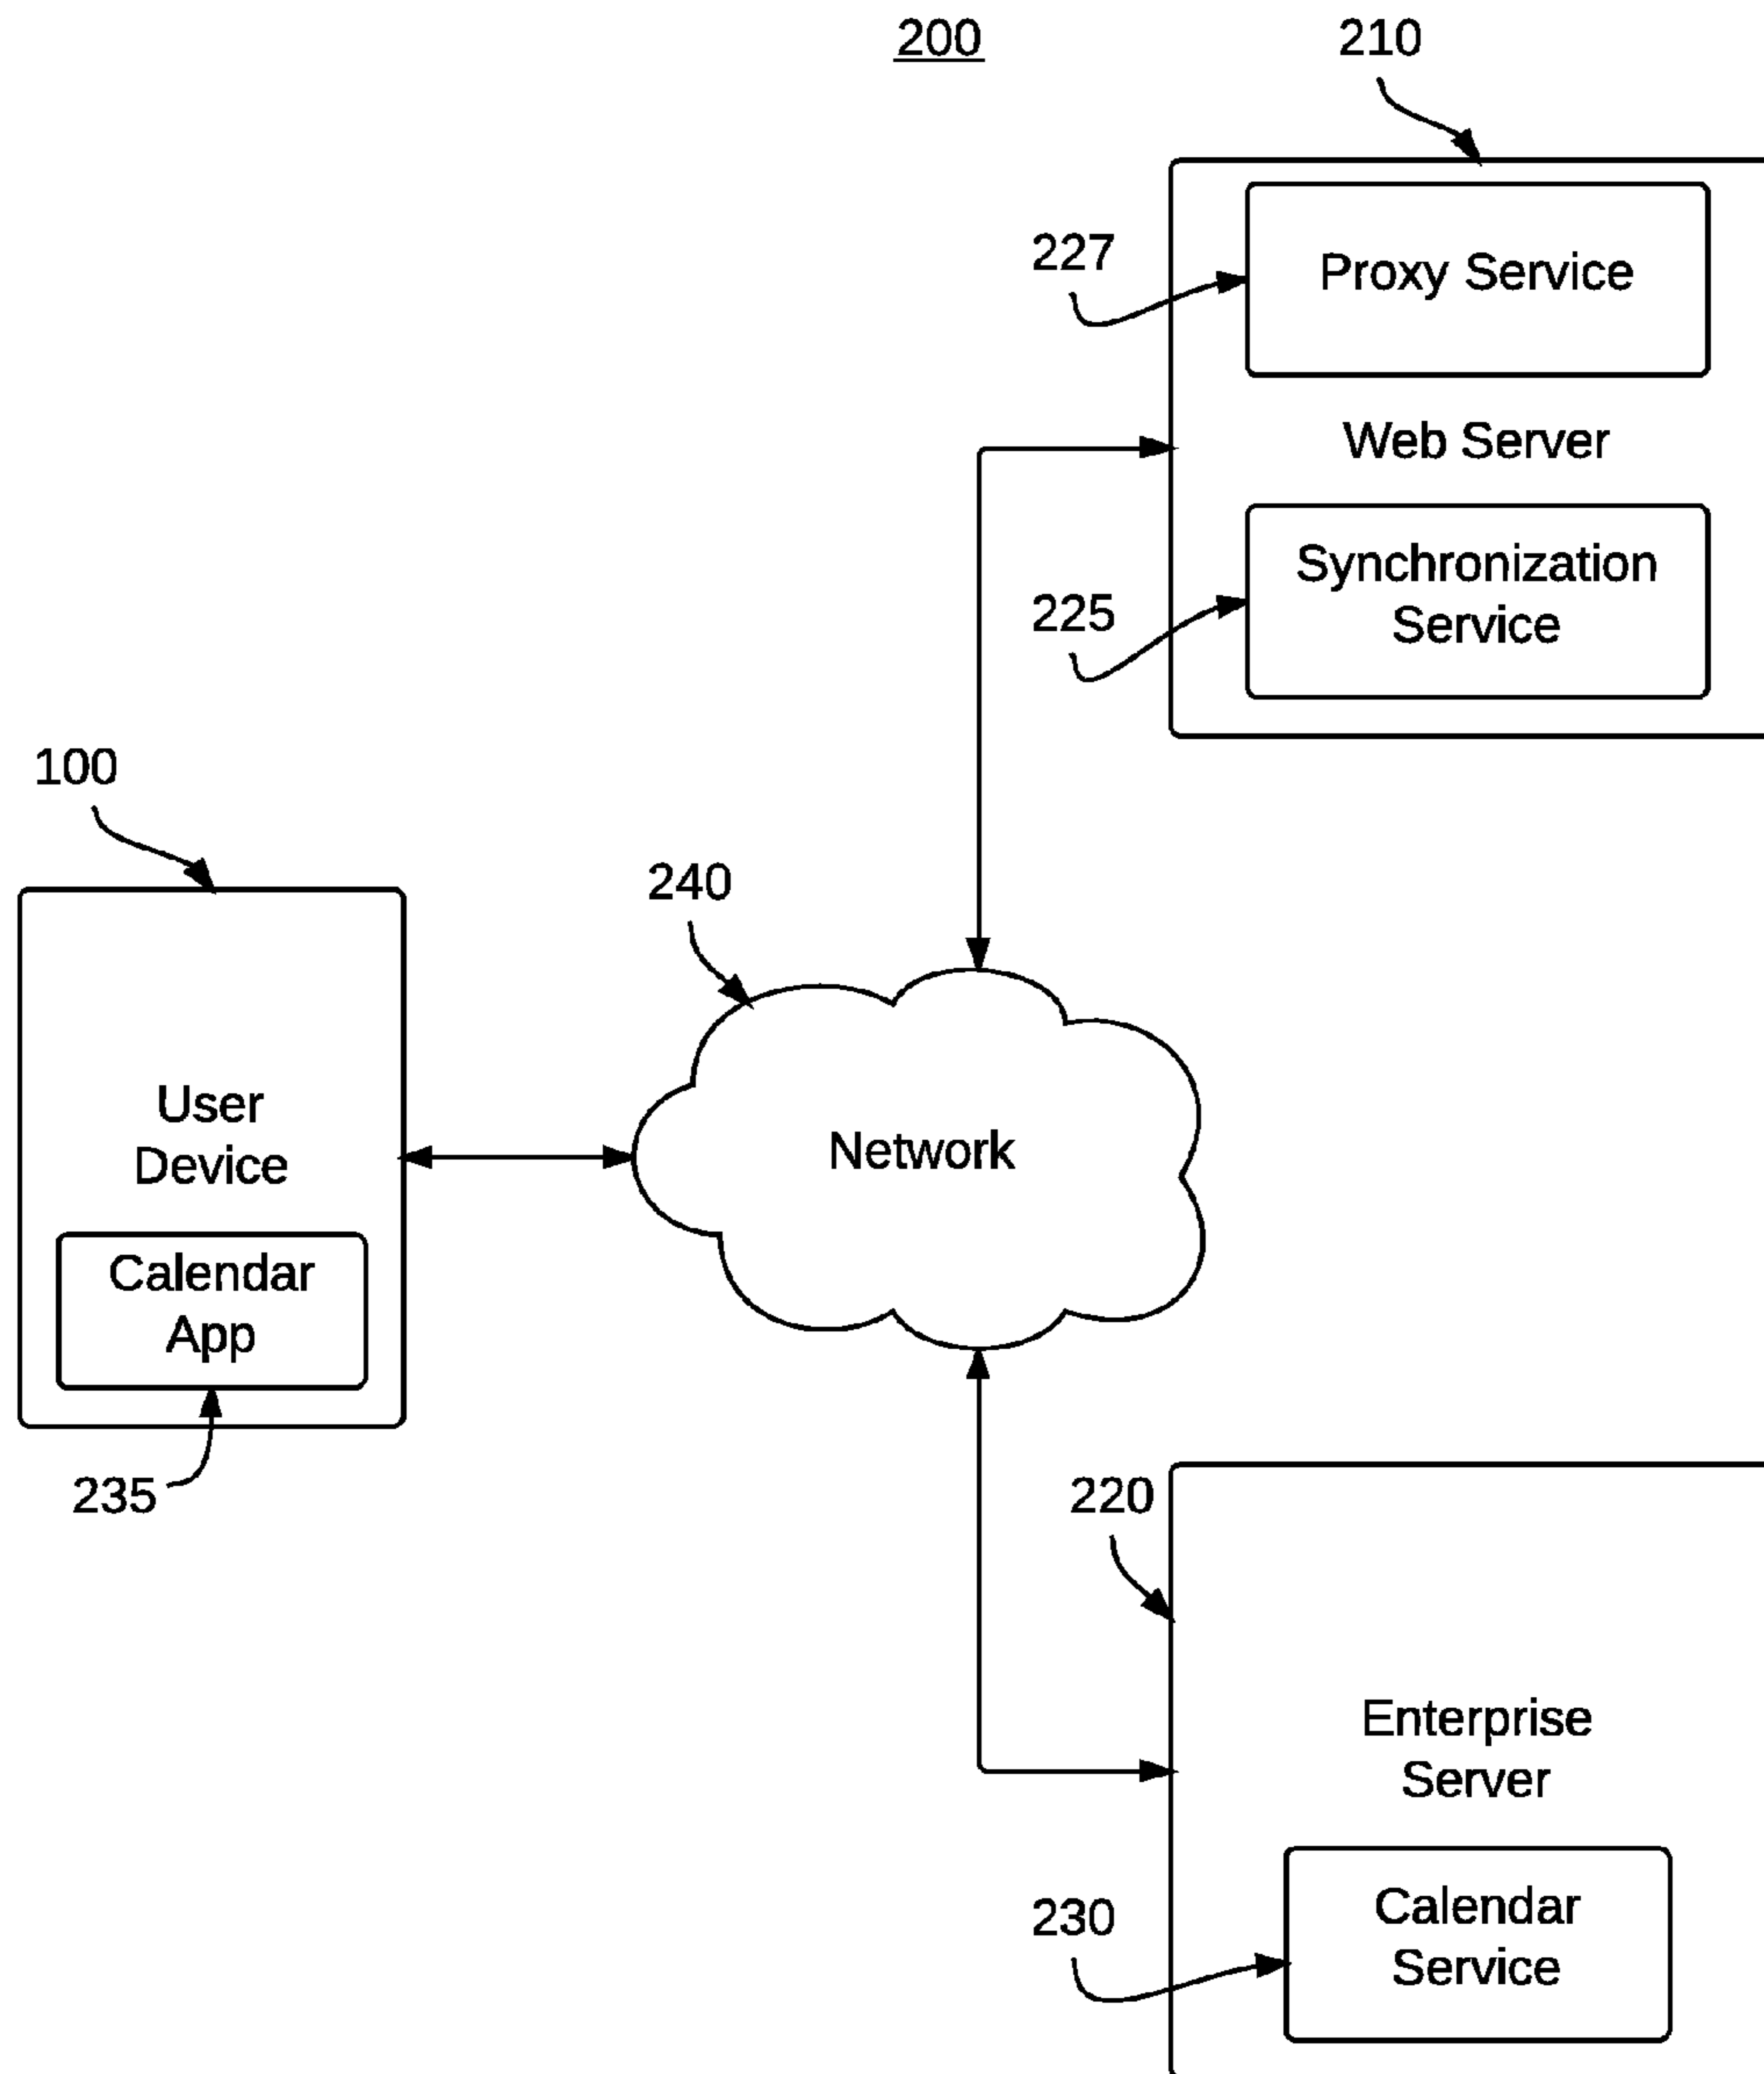 200
210
227
Proxy Service
Web Server
Synchronization
Service
225
100
240
User
Device
Network
Calendar
App
235
220
Enterprise
Server
230
Calendar
Service